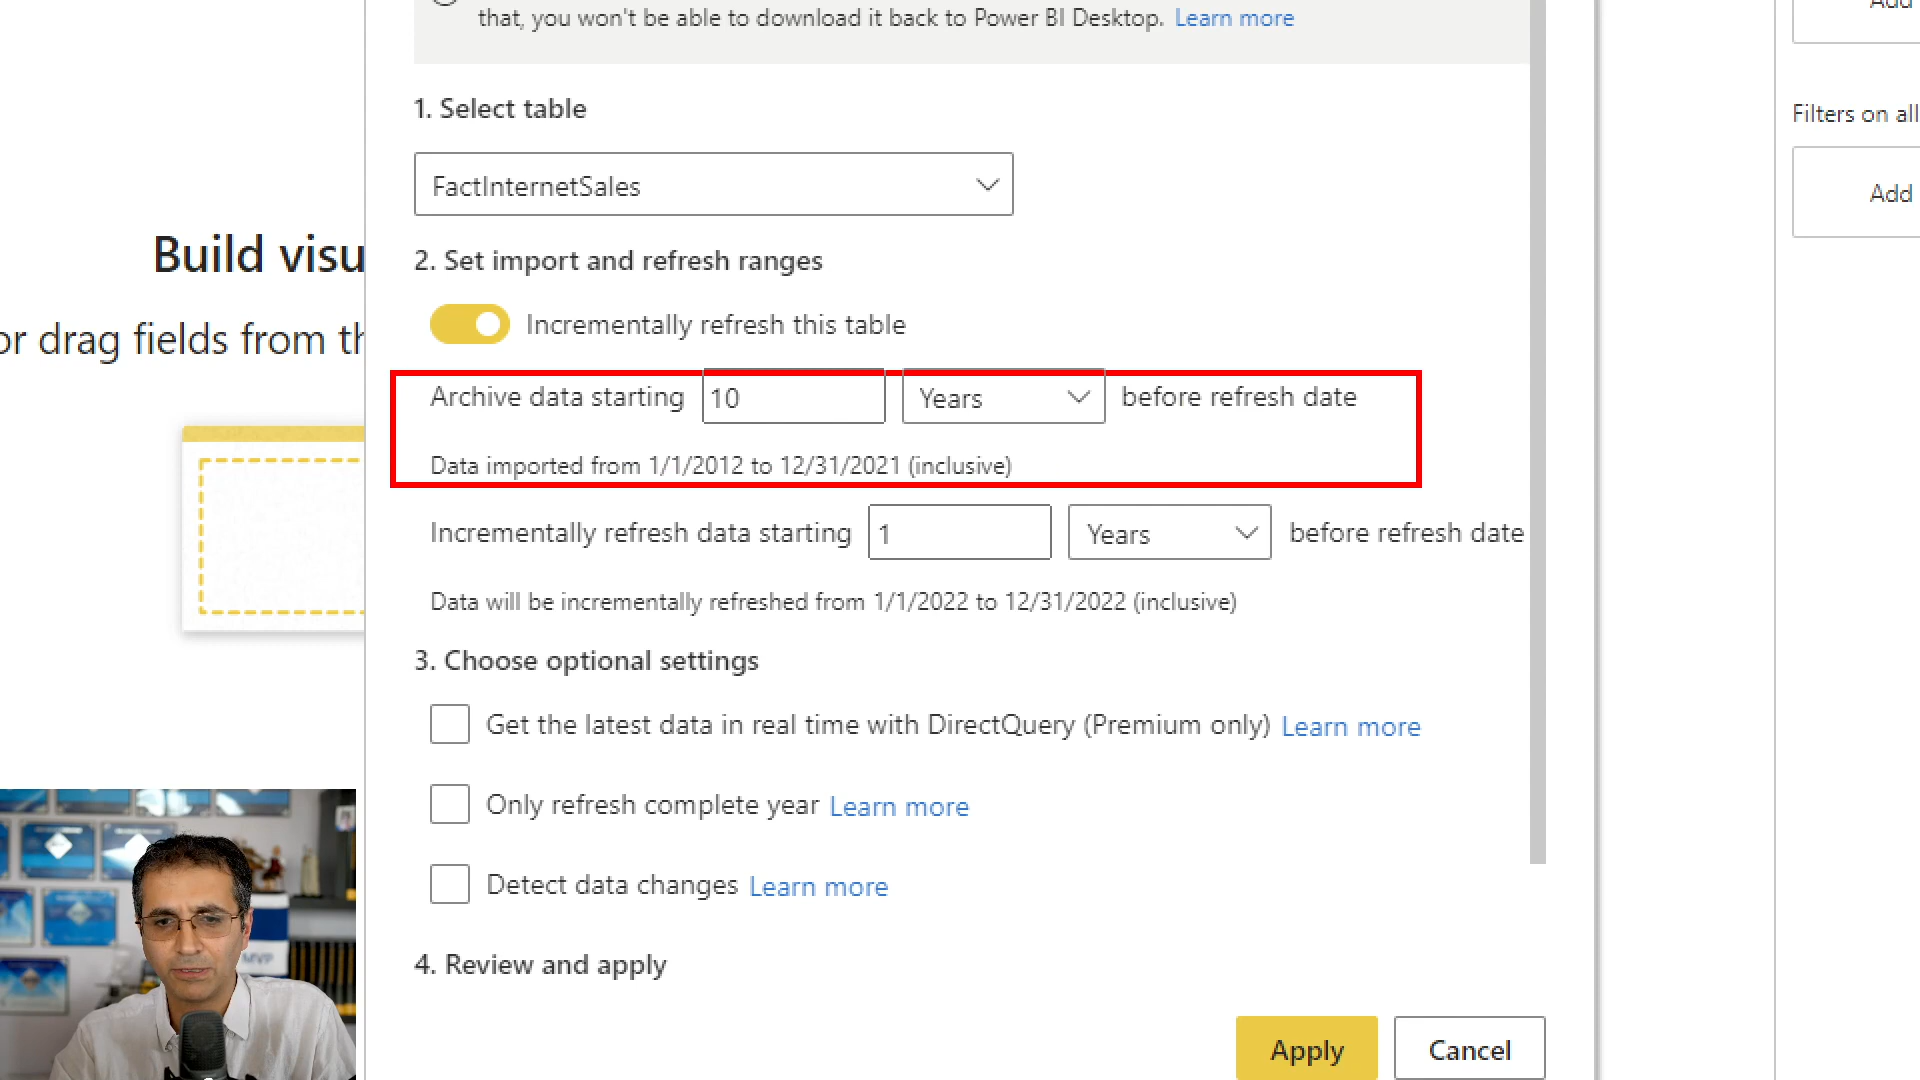 that, you won't be able to download it back to Power BI Desktop. Learn more
1. Select table
FactInternetSales
2. Set import and refresh ranges
Incrementally refresh this table
Archive data starting 10 Years before refresh date
Data imported from 1/1/2012 to 12/31/2021 (inclusive)
Incrementally refresh data starting 1 Years before refresh date
Data will be incrementally refreshed from 1/1/2022 to 12/31/2022 (inclusive)
3. Choose optional settings
Get the latest data in real time with DirectQuery (Premium only) Learn more
Only refresh complete year Learn more
Detect data changes Learn more
4. Review and apply
Apply Cancel
Build visu
or drag fields from th
Add
Filters on all
Add
MVP